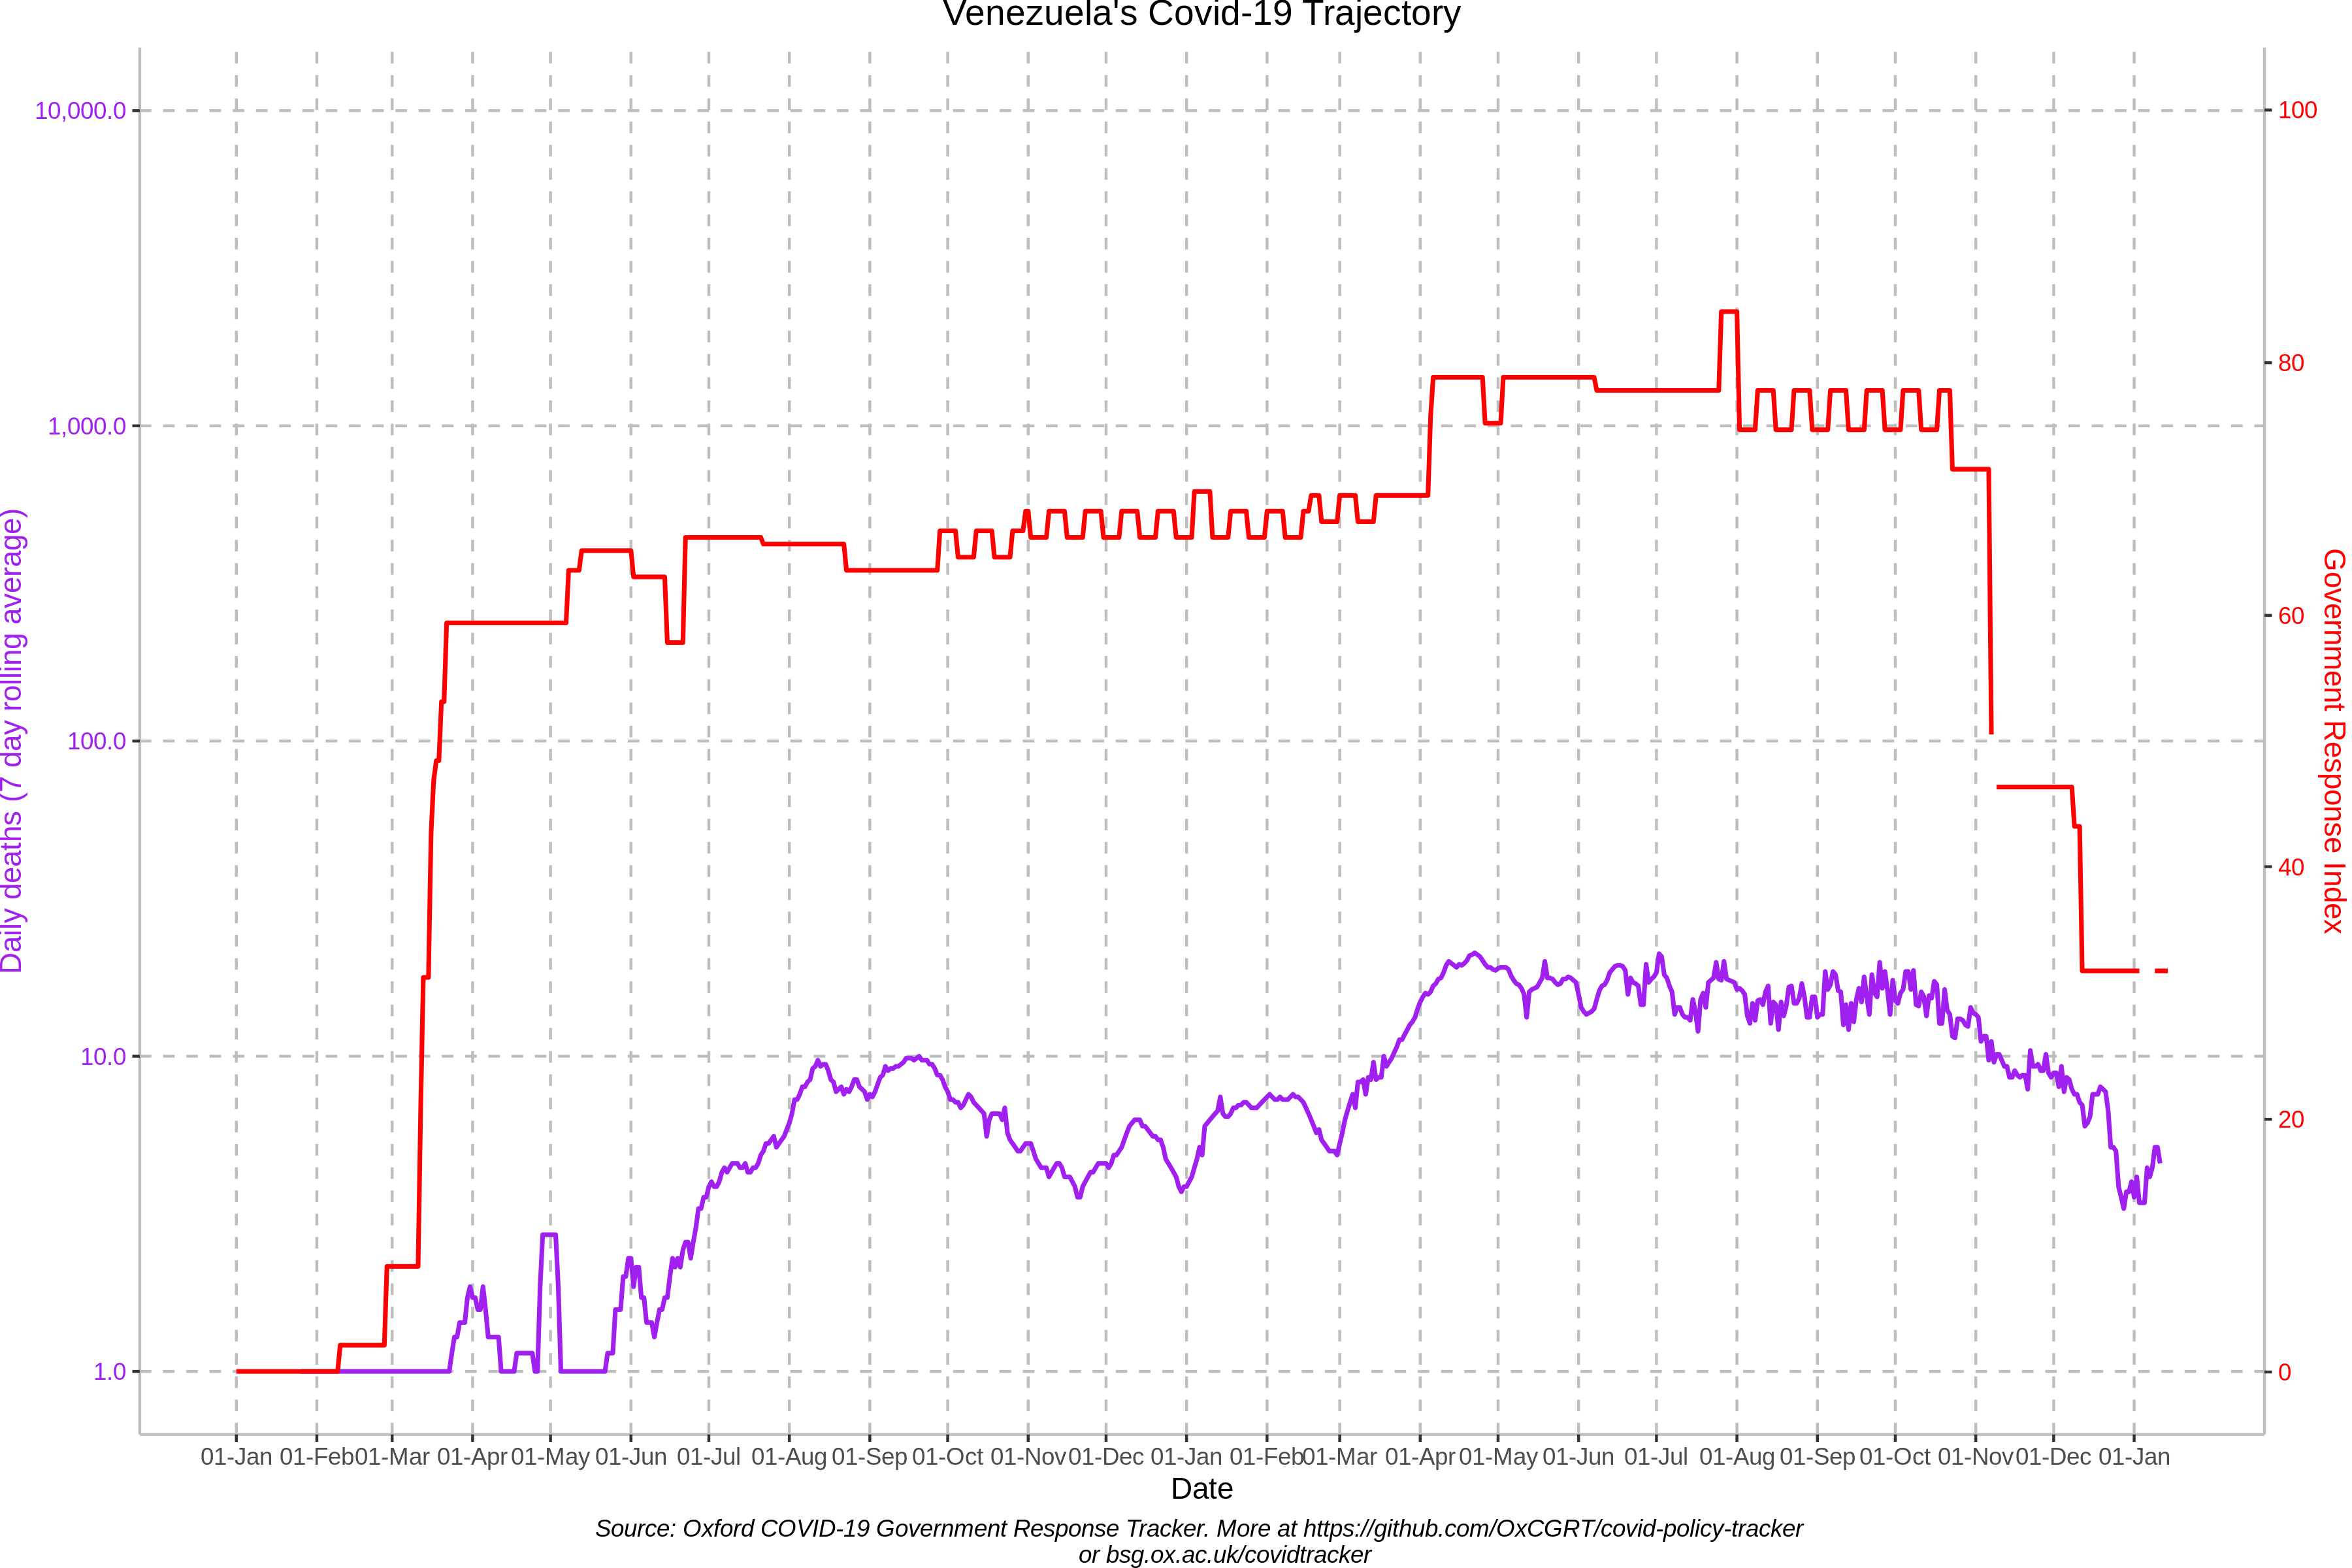 Venezuela's Covid-19 Trajectory
10,000.0
1,000.0
100.0
10.0
1.0
Daily deaths (7 day rolling average)
100
80
60
40
20
0
Government Response Index
01-Jan 01-Feb 01-Mar 01-Apr 01-May 01-Jun 01-Jul 01-Aug 01-Sep 01-Oct 01-Nov 01-Dec 01-Jan 01-Feb 01-Mar 01-Apr 01-May 01-Jun 01-Jul 01-Aug 01-Sep 01-Oct 01-Nov 01-Dec 01-Jan
Date
Source: Oxford COVID-19 Government Response Tracker. More at https://github.com/OxCGRT/covid-policy-tracker
or bsg.ox.ac.uk/covidtracker